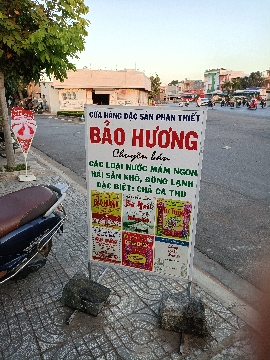 CỬA HÀNG ĐẶC SẢN PHAN THIẾT
BẢO HƯƠNG
Chuyên bán
CÁC LOẠI NƯỚC MẮM NGON
HẢI SẢN KHÔ, ĐÔNG LẠNH
ĐẶC BIỆT: CHẢ CÁ THU